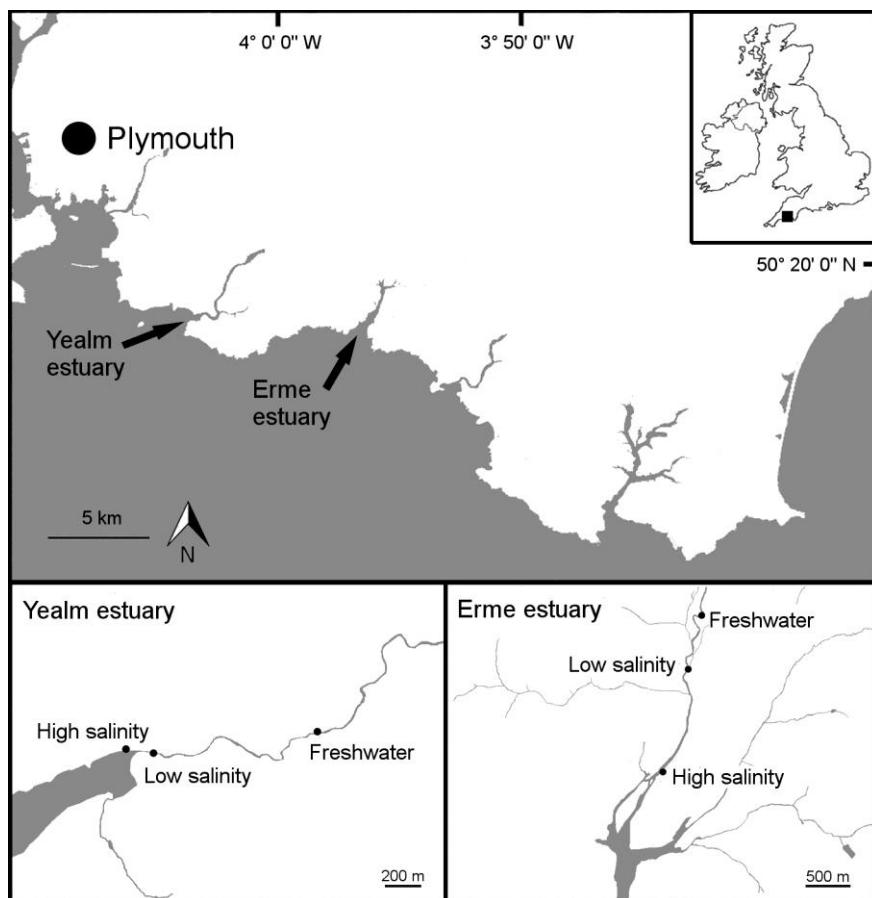 4° 0' 0" W
3° 50' 0" W
Plymouth
50° 20' 0" N
Yealm
estuary
Erme
estuary
5 km
N
Yealm estuary
High salinity
Low salinity
Freshwater
200 m
Erme estuary
Freshwater
Low salinity
High salinity
500 m